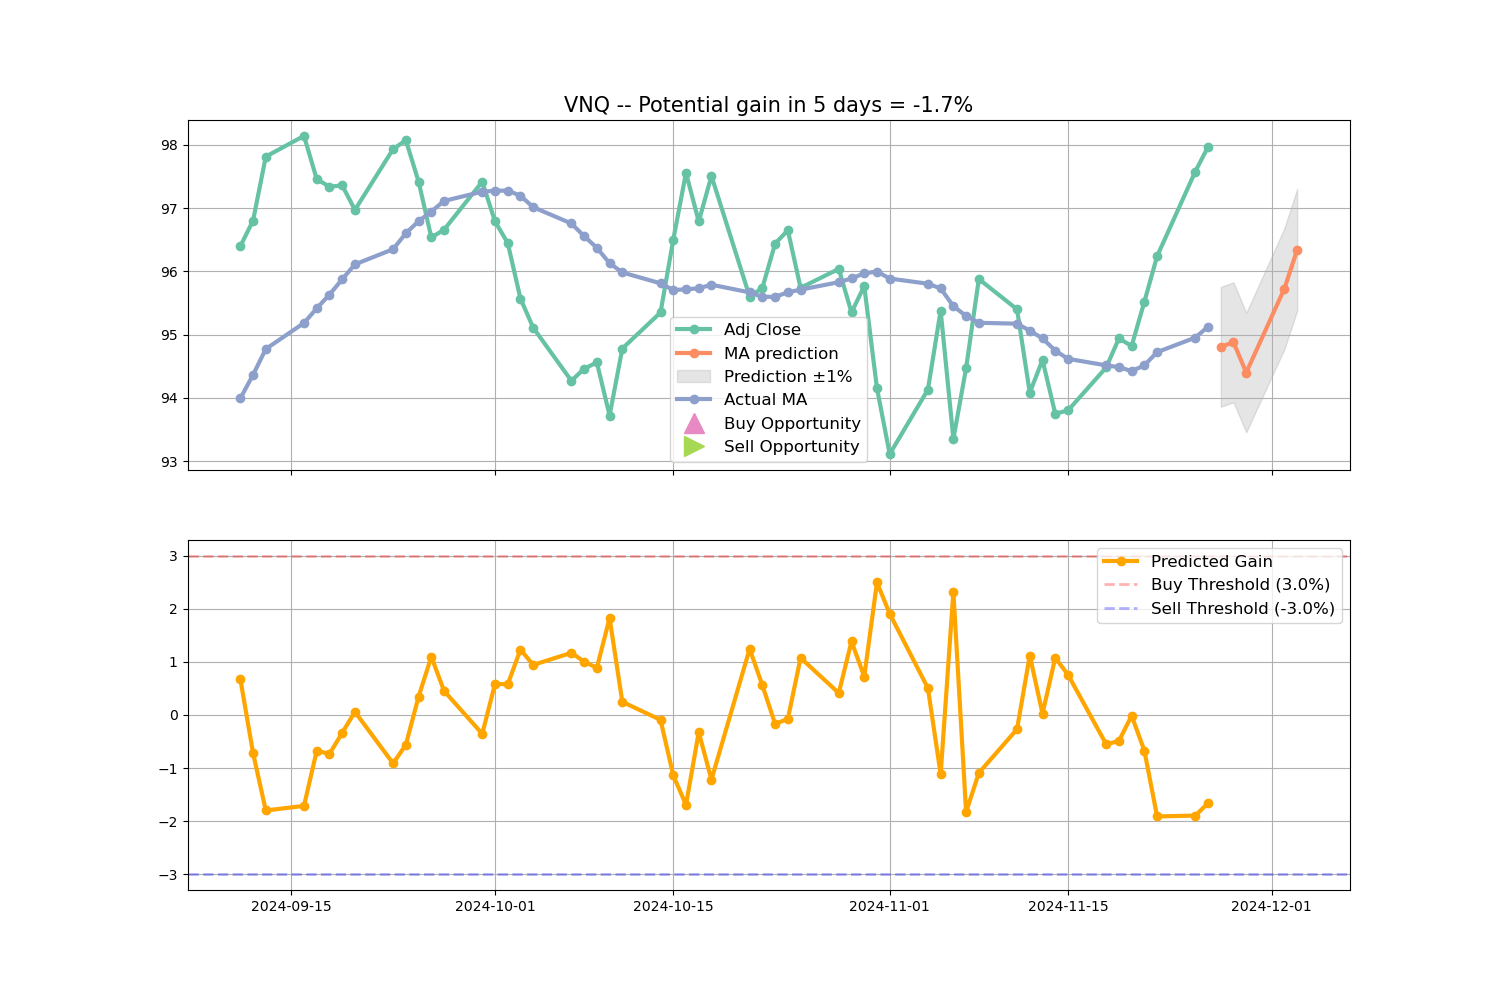 VNQ -- Potential gain in 5 days = -1.7%
98
97
96
95
94
93
Adj Close
MA prediction
Prediction ±1%
Actual MA
Buy Opportunity
Sell Opportunity
3
2
1
0
−1
−2
−3
Predicted Gain
Buy Threshold (3.0%)
Sell Threshold (-3.0%)
2024-09-15
2024-10-01
2024-10-15
2024-11-01
2024-11-15
2024-12-01